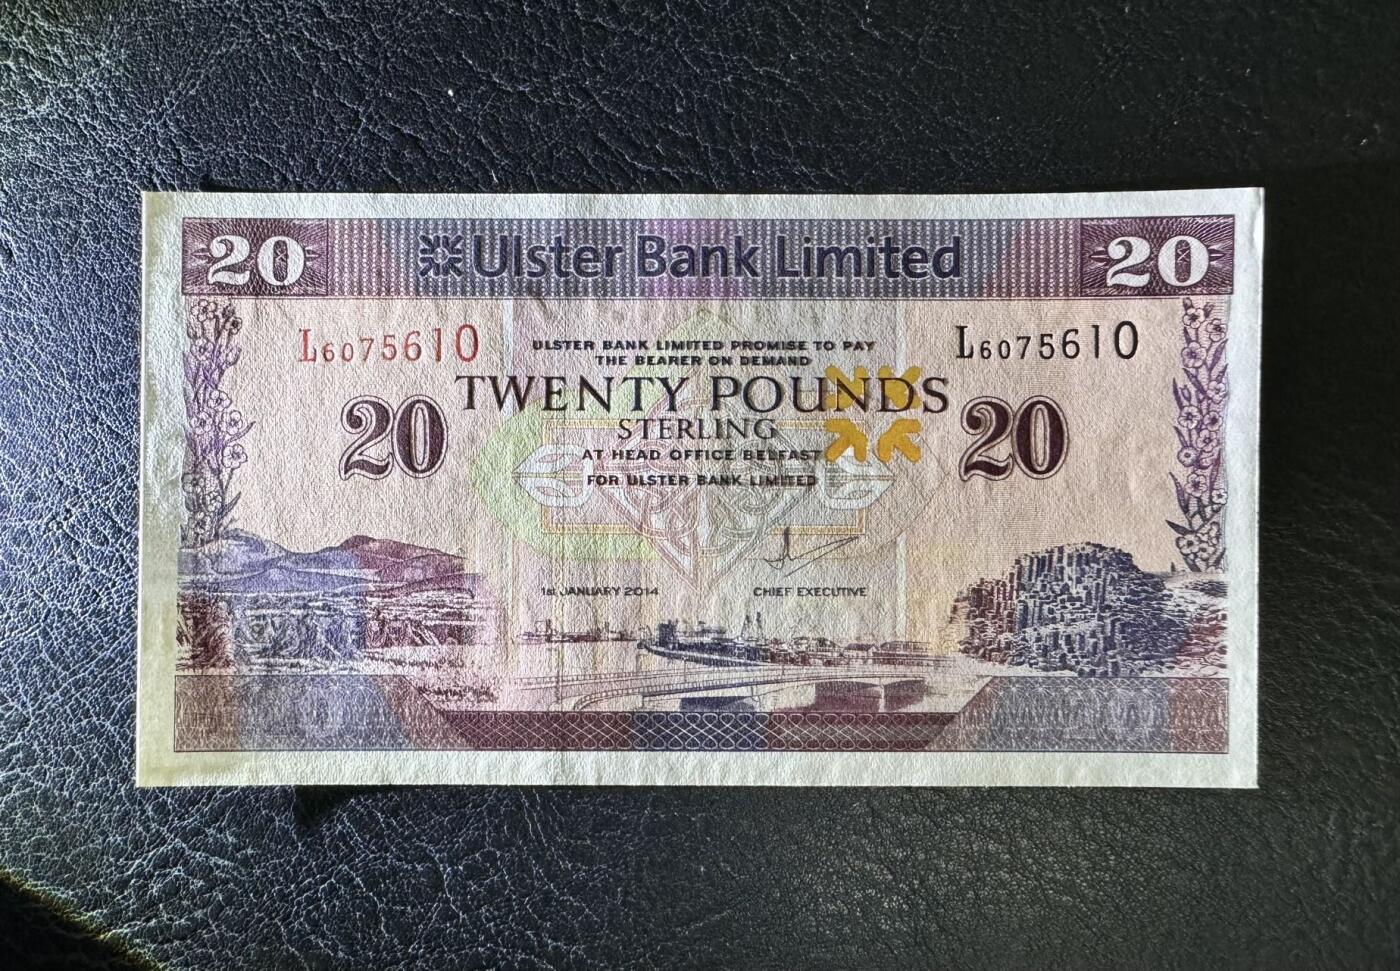 20 Ulster Bank Limited 20
L6075610 L6075610
ULSTER BANK LIMITED PROMISE TO PAY
THE BEARER ON DEMAND
TWENTY POUNDS
20 STERLING 20
AT HEAD OFFICE BELFAST
FOR ULSTER BANK LIMITED
1st JANUARY 2014 CHIEF EXECUTIVE